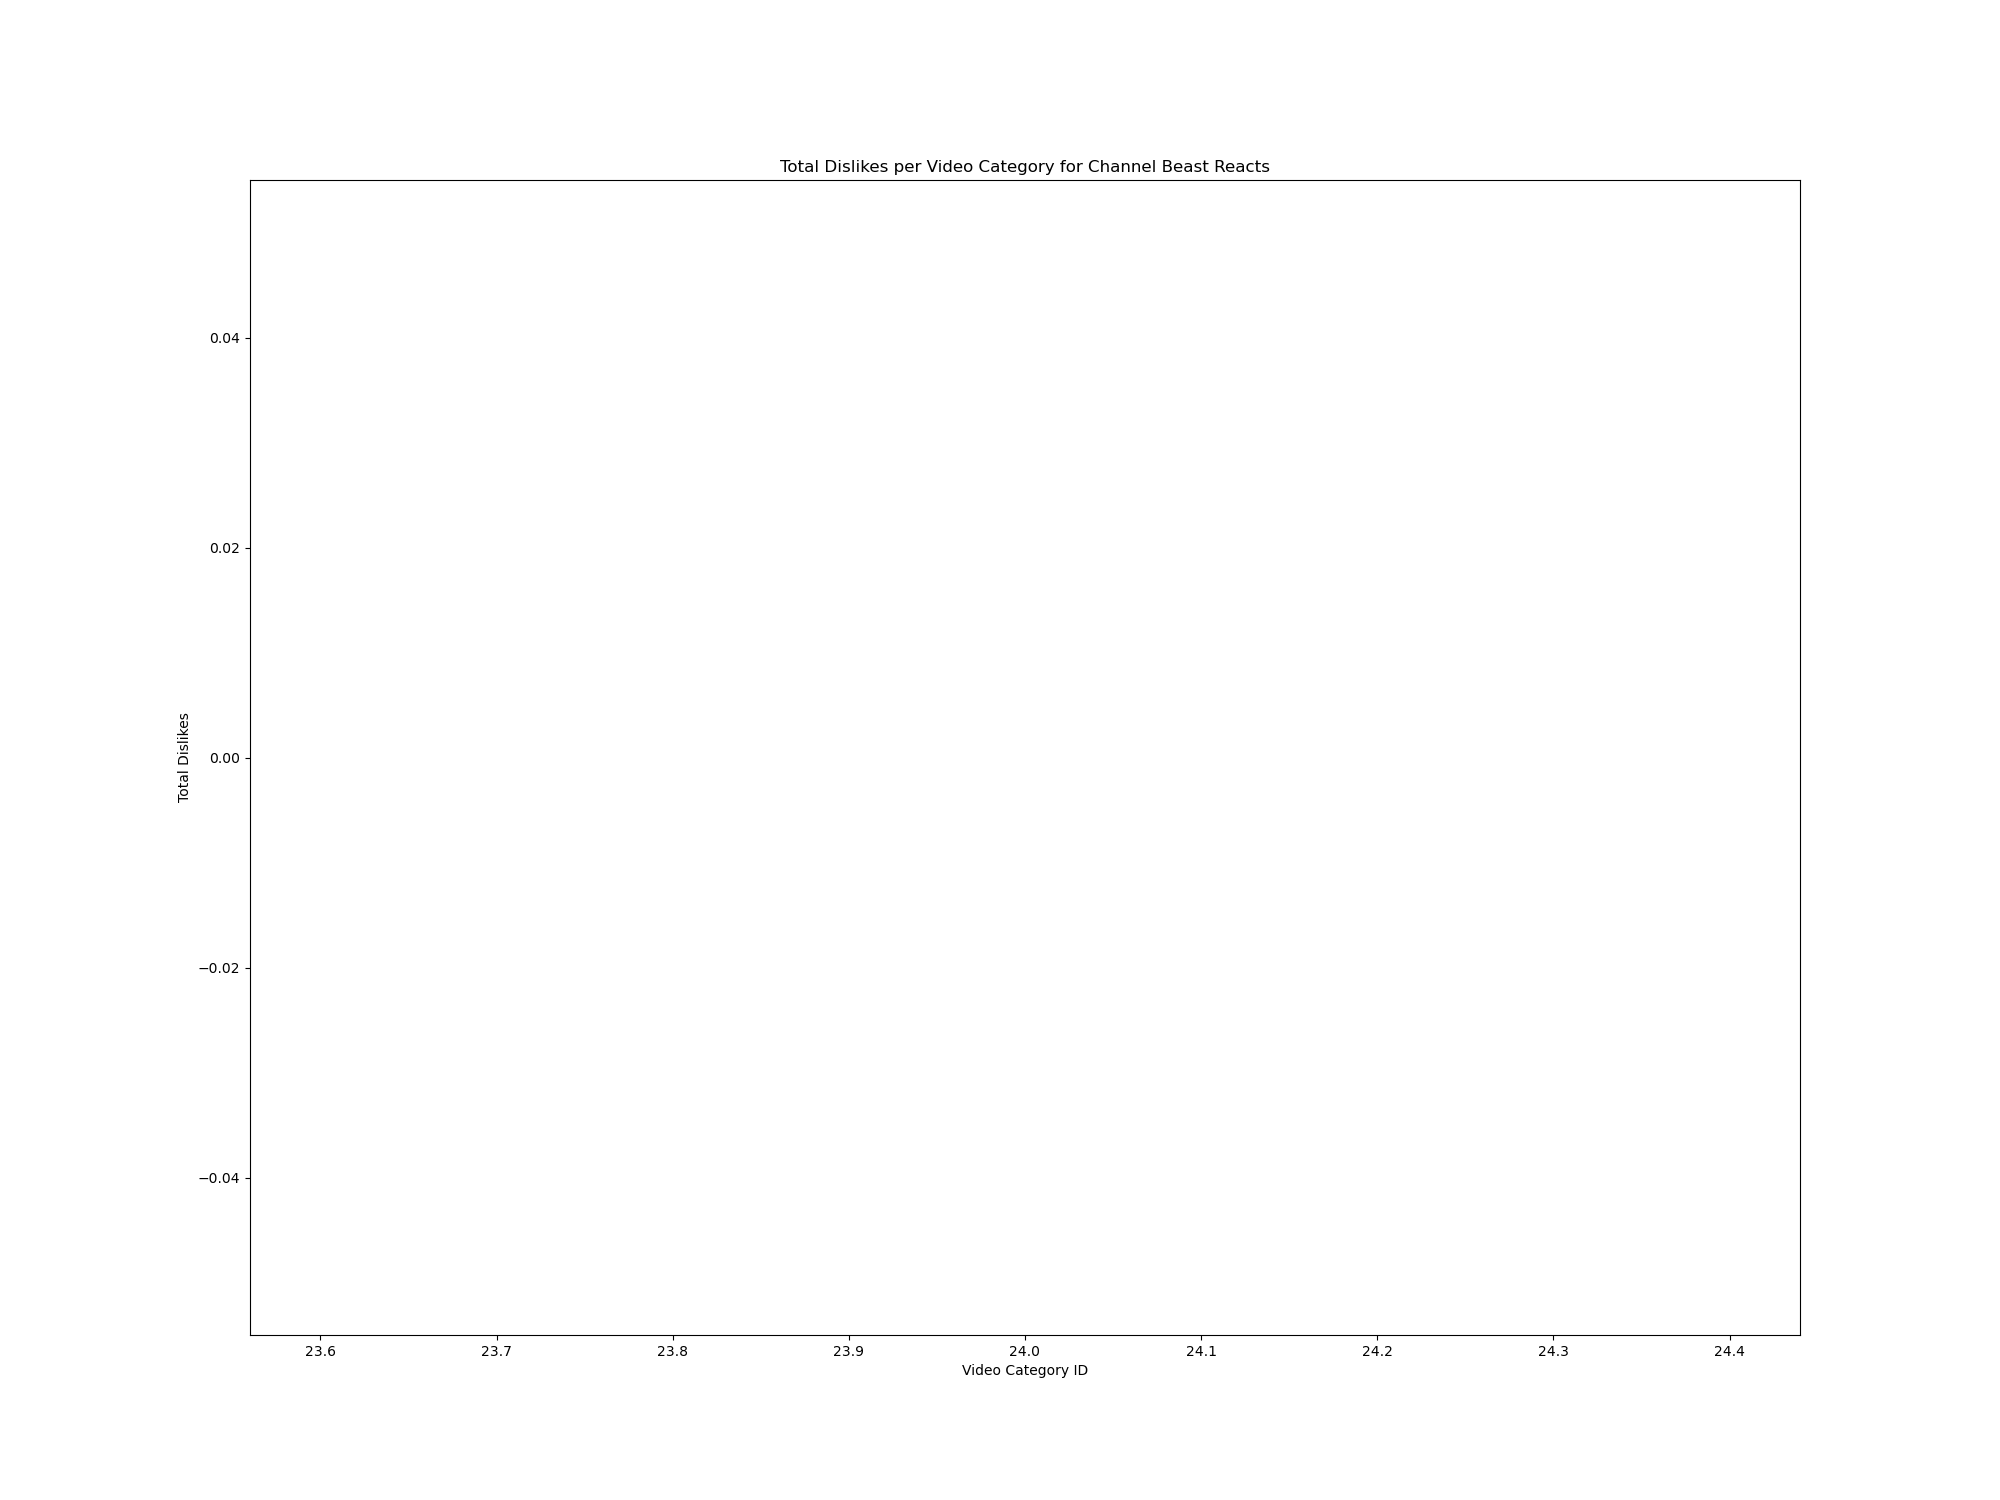 Total Dislikes per Video Category for Channel Beast Reacts
0.04
0.02
0.00
−0.02
−0.04
Total Dislikes
23.6 23.7 23.8 23.9 24.0 24.1 24.2 24.3 24.4
Video Category ID